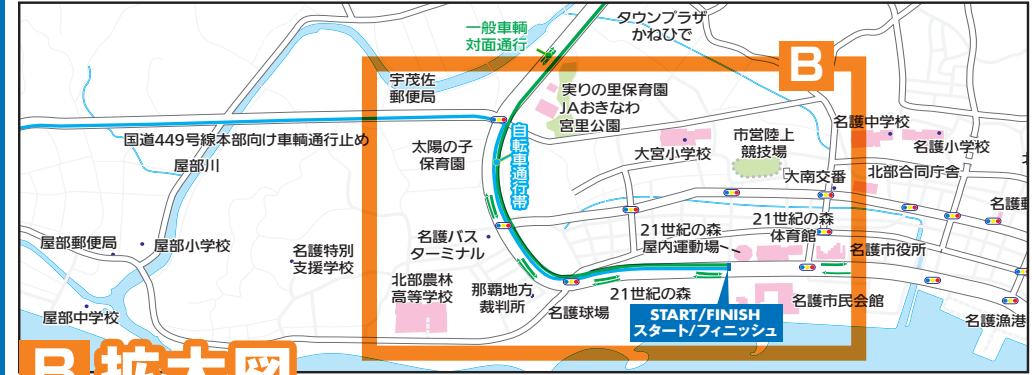 一般車輌
対面通行
タウンプラザ
かねひで
B
宇茂佐
郵便局
実りの里保育園
JAおきなわ
宮里公園
国道449号線本部向け車輌通行止め
屋部川
太陽の子
保育園
自転車通行帯
大宮小学校
市営陸上
競技場
名護中学校
名護小学校
大南交番
北部合同庁舎
屋部郵便局
屋部小学校
名護特別
支援学校
名護バス
ターミナル
21世紀の森
屋内運動場
21世紀の森
体育館
名護市役所
北部農林
高等学校
那覇地方
裁判所
名護球場
21世紀の森
名護市民会館
START/FINISH
スタート/フィニッシュ
屋部中学校
名護漁港
B 拡大図